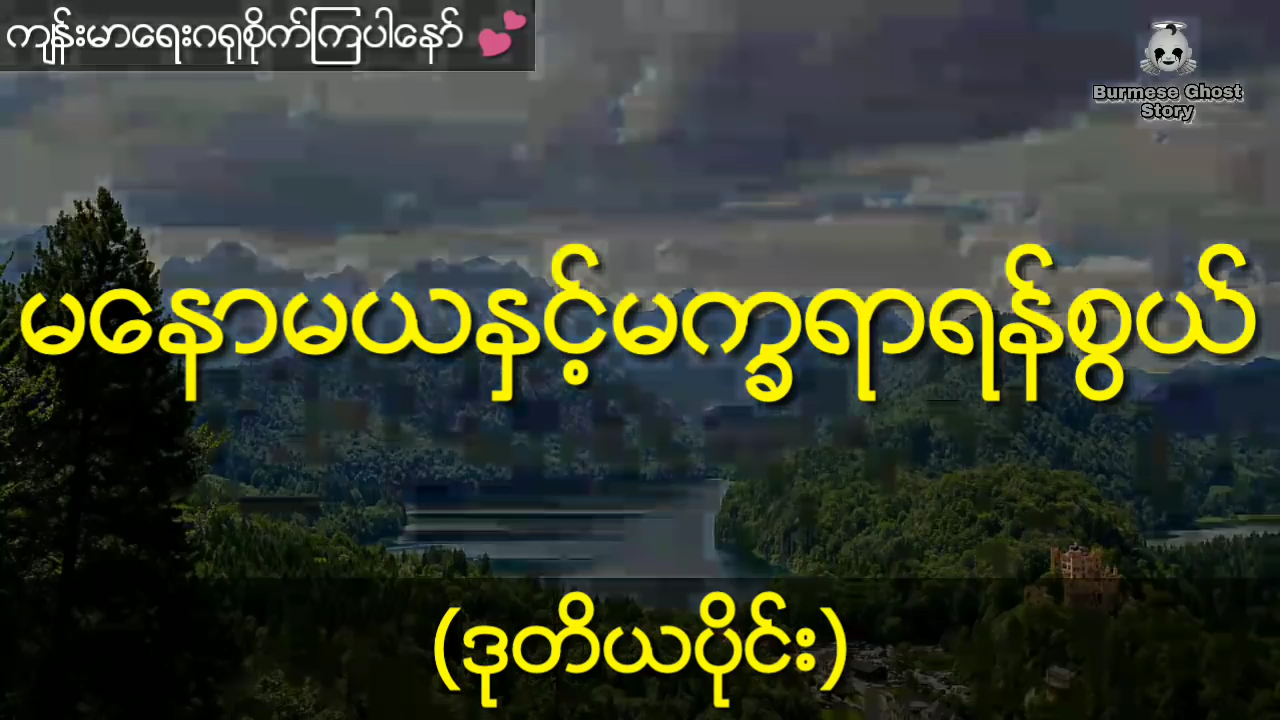 ကျန်းမာရေးဂရုစိုက်ကြပါနော် 💕
Burmese Ghost
Story
မနောမယနှင့်မက္ခရာရန်စွယ်
(ဒုတိယပိုင်း)